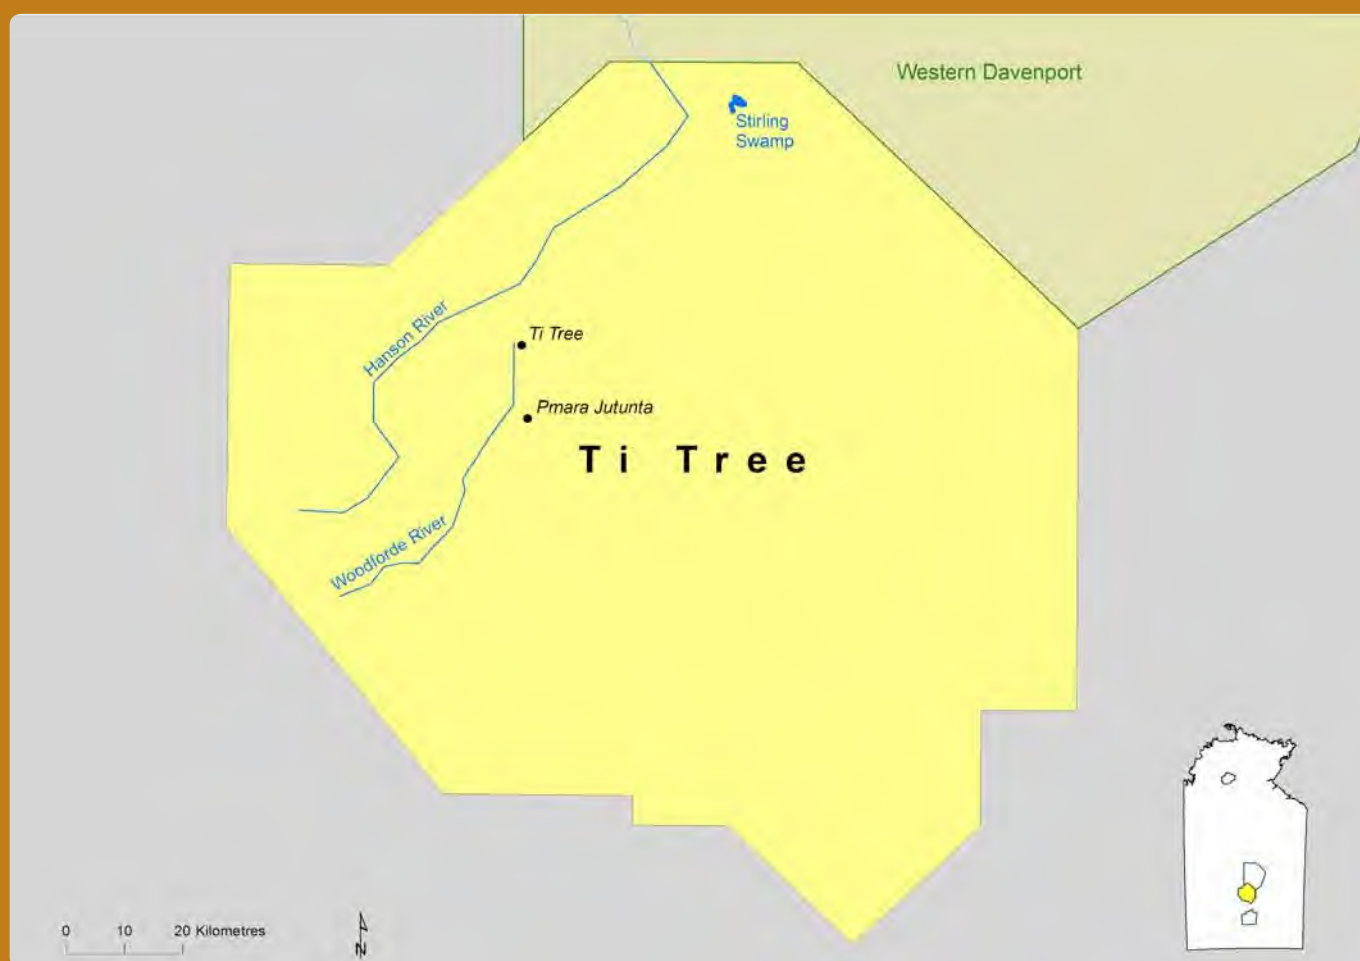 Western Davenport
Stirling
Swamp
Hanson River
Ti Tree
Pmara Jutunta
Ti Tree
Woodforde River
0 10 20 Kilometres
N